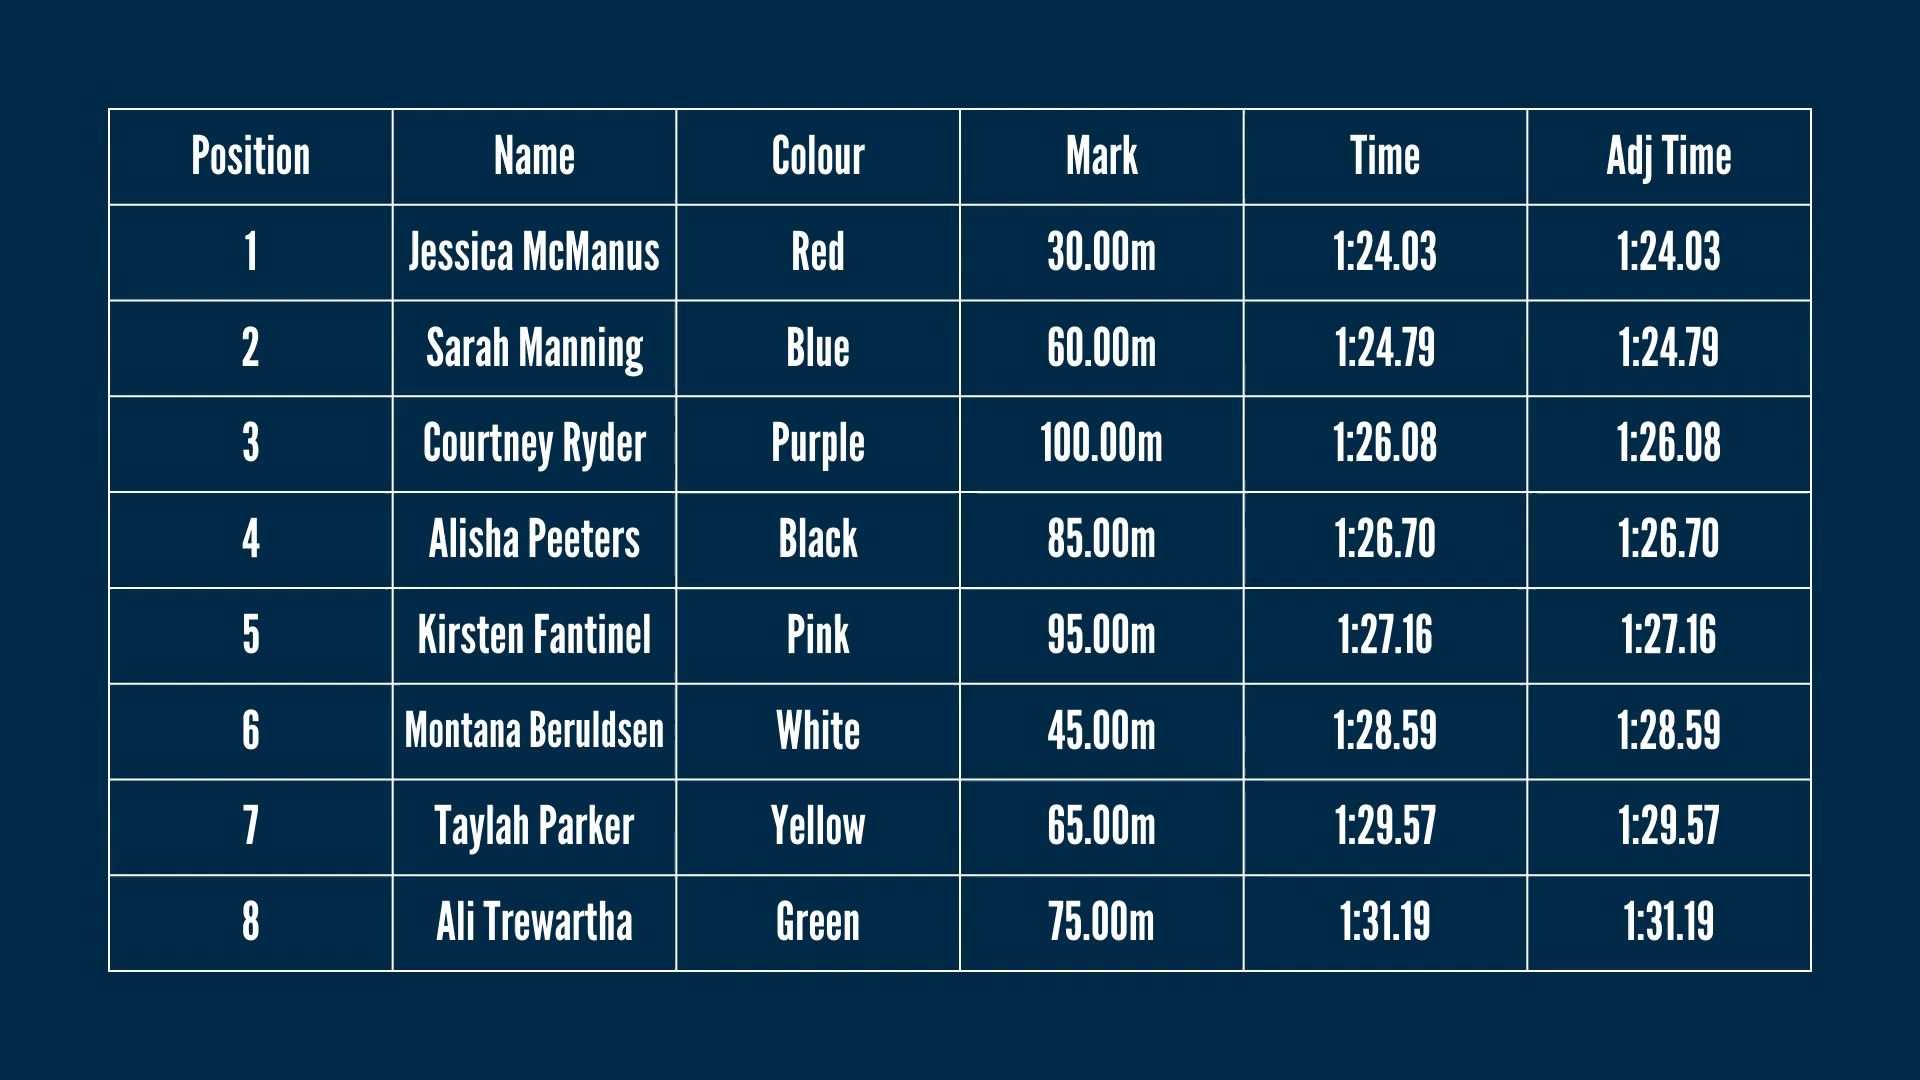 Position Name Colour Mark Time Adj Time
1 Jessica McManus Red 30.00m 1:24.03 1:24.03
2 Sarah Manning Blue 60.00m 1:24.79 1:24.79
3 Courtney Ryder Purple 100.00m 1:26.08 1:26.08
4 Alisha Peeters Black 85.00m 1:26.70 1:26.70
5 Kirsten Fantinel Pink 95.00m 1:27.16 1:27.16
6 Montana Beruldsen White 45.00m 1:28.59 1:28.59
7 Taylah Parker Yellow 65.00m 1:29.57 1:29.57
8 Ali Trewartha Green 75.00m 1:31.19 1:31.19